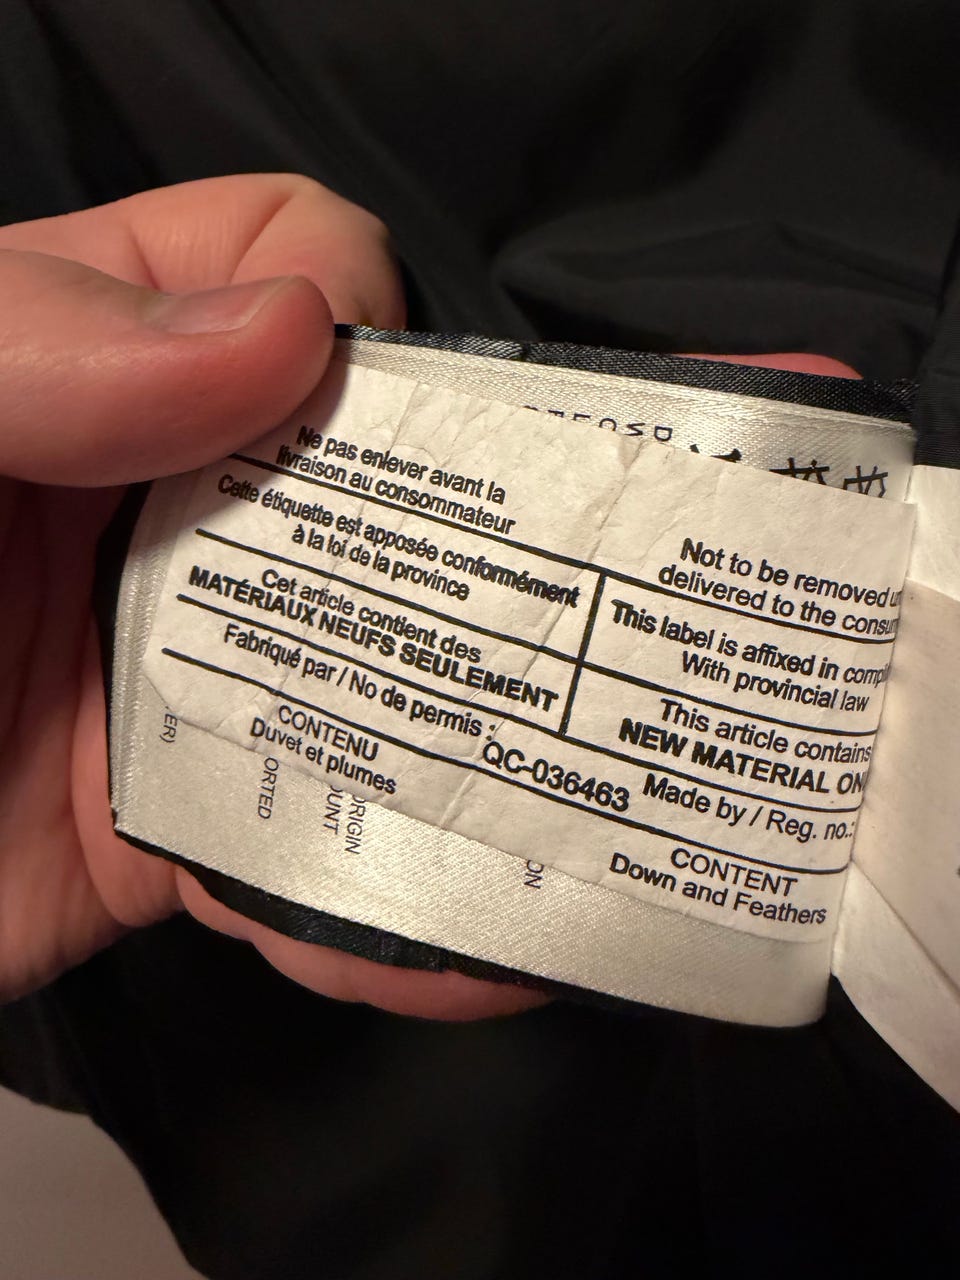 Ne pas enlever avant la
livraison au consommateur
Not to be removed
delivered to the
Cette étiquette est apposée conformément
à la loi de la province
This label is affixed in
With provincial law
Cet article contient des
MATÉRIAUX NEUFS SEULEMENT
This article contains
NEW MATERIAL
Fabriqué par / No de permis :
QC-036463
Made by / Reg. no.:
CONTENU
Duvet et plumes
CONTENT
Down and Feathers